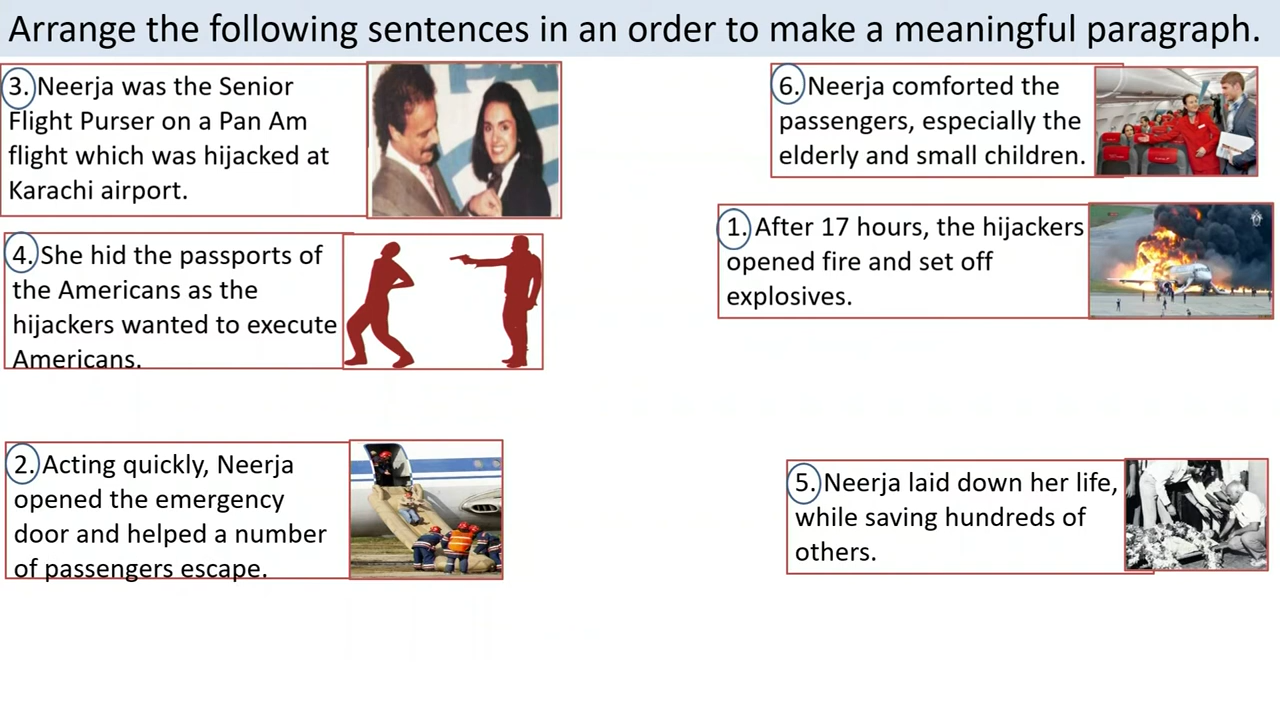 Arrange the following sentences in an order to make a meaningful paragraph.
3. Neerja was the Senior
Flight Purser on a Pan Am
flight which was hijacked at
Karachi airport.
6. Neerja comforted the
passengers, especially the
elderly and small children.
4. She hid the passports of
the Americans as the
hijackers wanted to execute
Americans.
1. After 17 hours, the hijackers
opened fire and set off
explosives.
2. Acting quickly, Neerja
opened the emergency
door and helped a number
of passengers escape.
5. Neerja laid down her life,
while saving hundreds of
others.